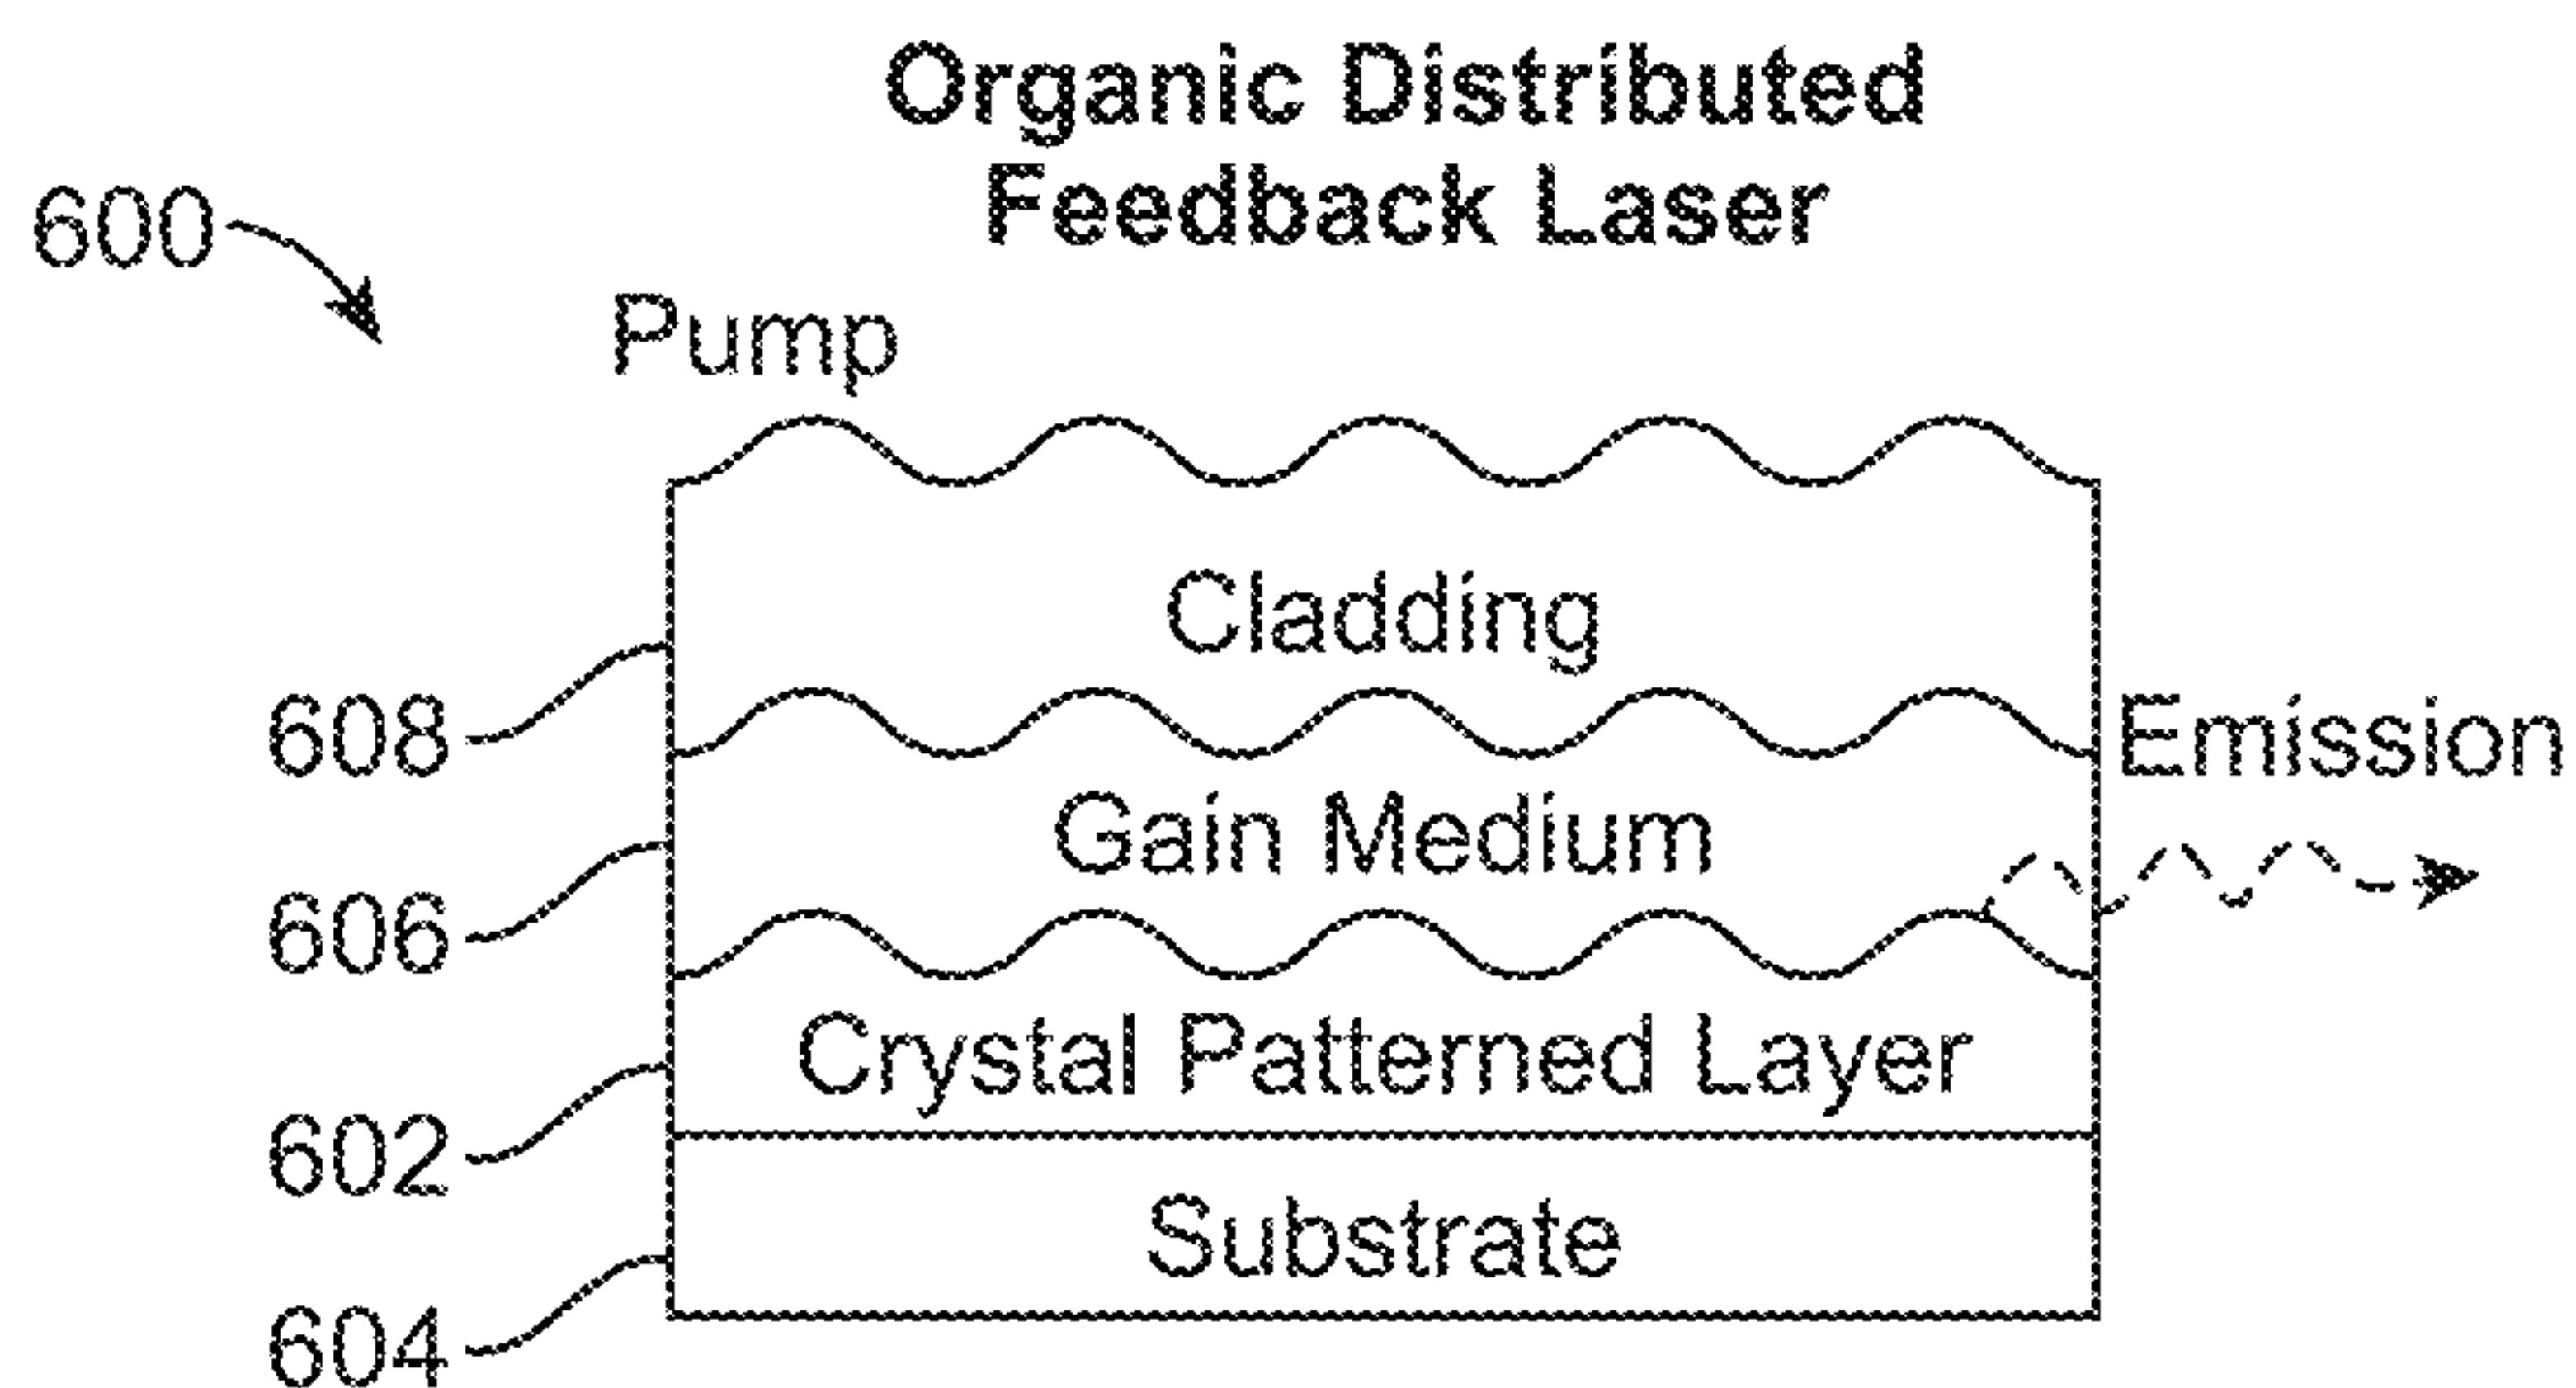 Organic Distributed
Feedback Laser
600
Pump
Cladding
608
Emission
Gain Medium
606
Crystal Patterned Layer
602
Substrate
604